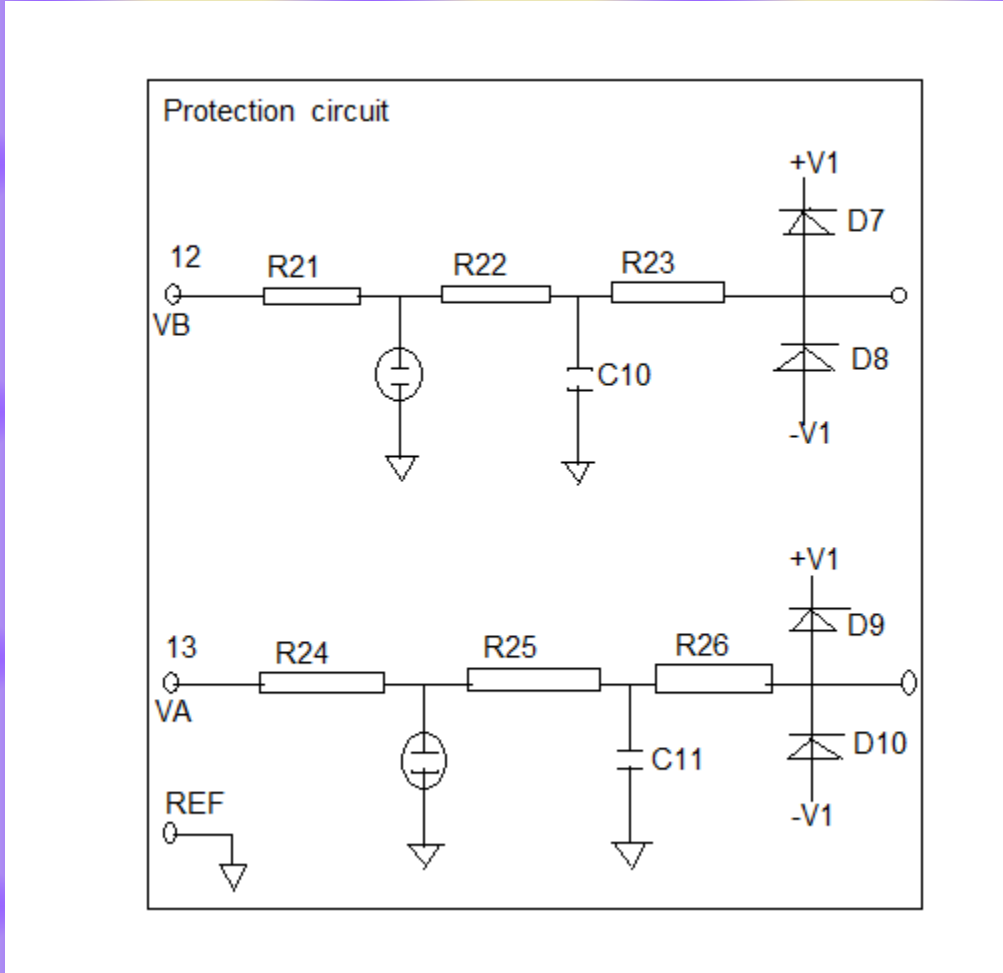 Protection circuit
+V1
D7
12
R21
R22
R23
VB
C10
D8
-V1
+V1
13
R24
R25
R26
D9
VA
C11
D10
REF
-V1